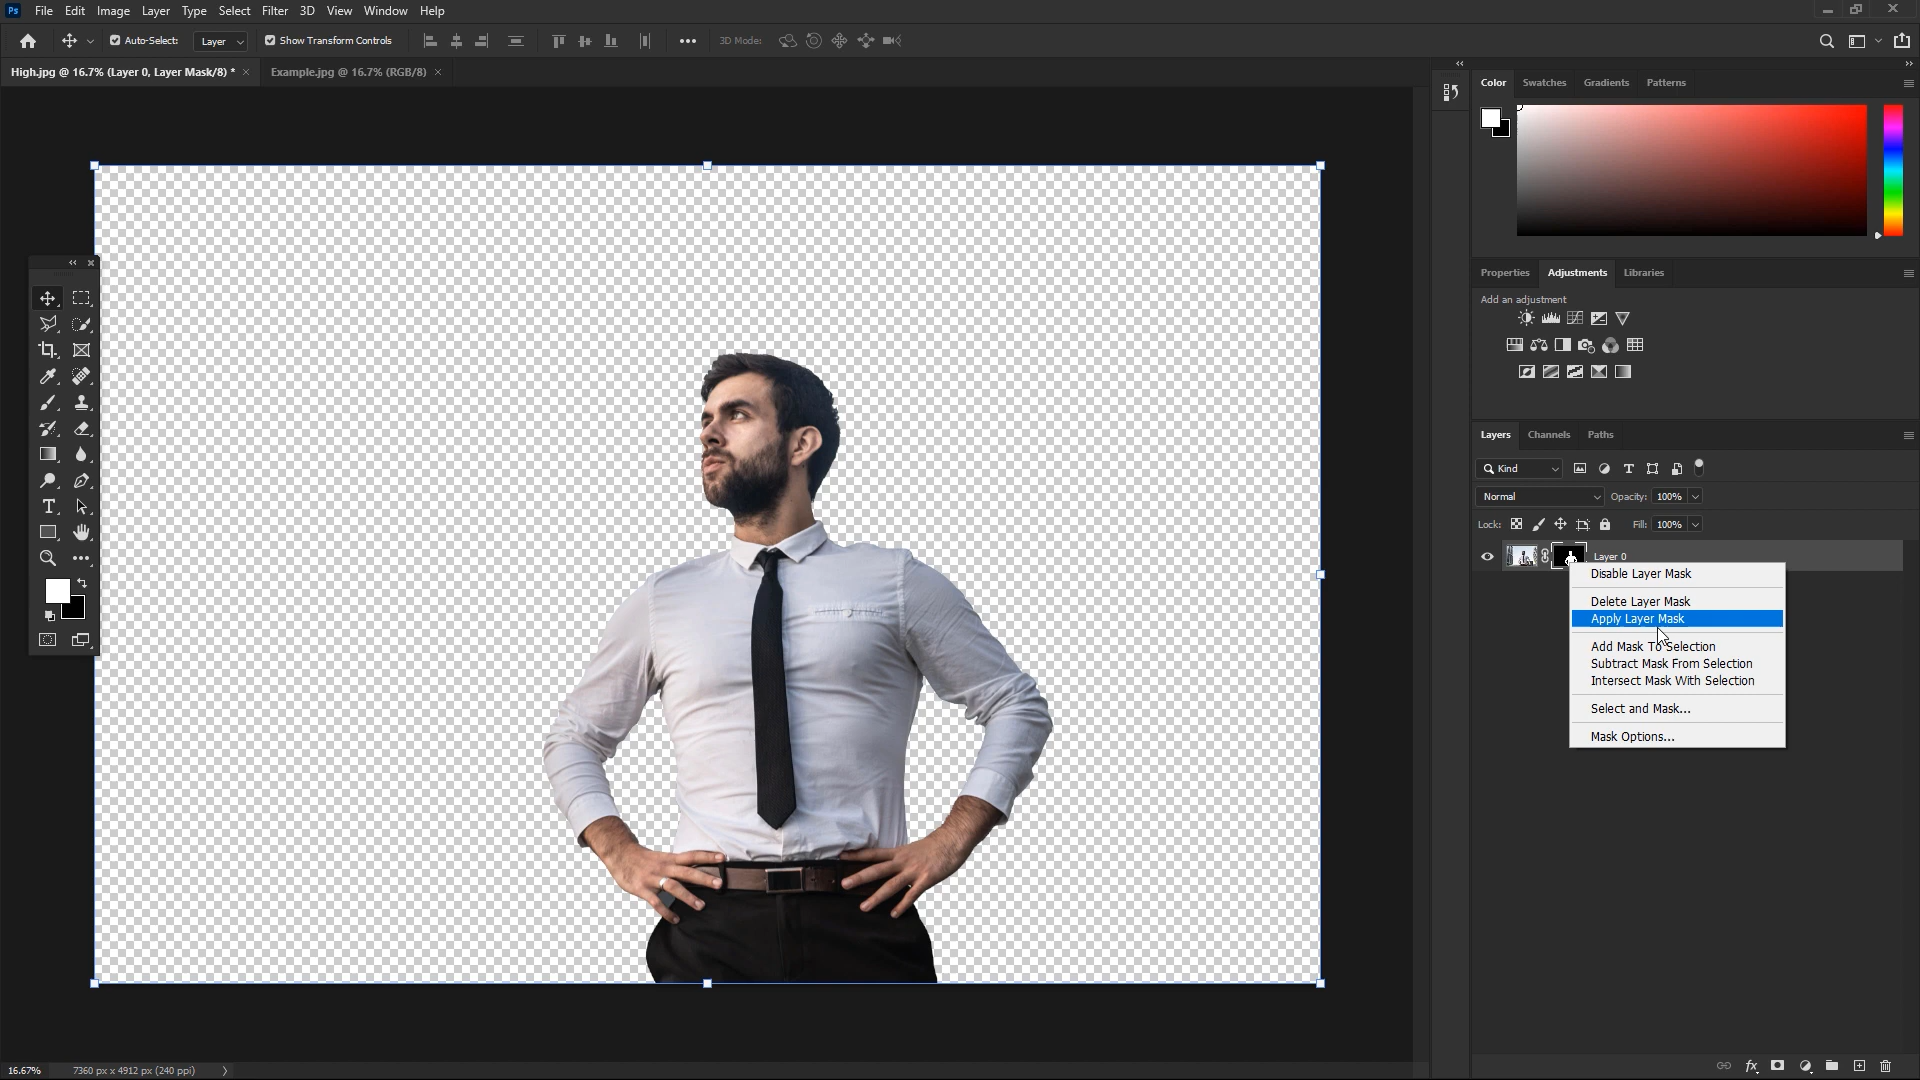 Ps File Edit Image Layer Type Select Filter 3D View Window Help
Auto-Select: Layer Show Transform Controls 3D Mode:
High.jpg @ 16.7% (Layer 0, Layer Mask/8) * Example.jpg @ 16.7% (RGB/8)
Color Swatches Gradients Patterns
Properties Adjustments Libraries
Add an adjustment
Layers Channels Paths
Kind
Normal Opacity: 100%
Lock: Fill: 100%
Layer 0
Disable Layer Mask
Delete Layer Mask
Apply Layer Mask
Add Mask To Selection
Subtract Mask From Selection
Intersect Mask With Selection
Select and Mask...
Mask Options...
16.67% 7360 px x 4912 px (240 ppi)